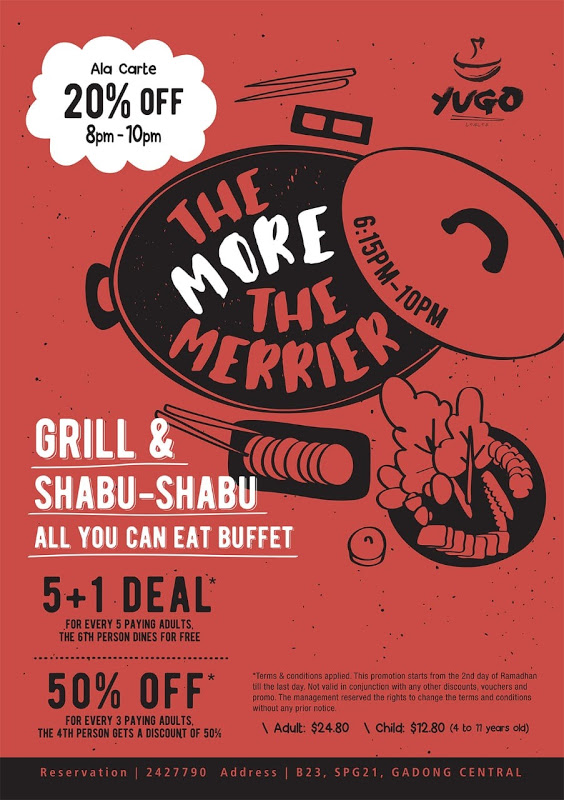 Ala Carte
20% OFF
8pm - 10pm
YUGO
THE
MORE
THE
MERRIER
6:15PM-10PM
GRILL &
SHABU-SHABU
ALL YOU CAN EAT BUFFET
5+1 DEAL*
FOR EVERY 5 PAYING ADULTS,
THE 6TH PERSON DINES FOR FREE
50% OFF*
FOR EVERY 3 PAYING ADULTS,
THE 4TH PERSON GETS A DISCOUNT OF 50%
*Terms & conditions applied. This promotion starts from the 2nd day of Ramadhan
till the last day. Not valid in conjunction with any other discounts, vouchers and
promo. The management reserved the rights to change the terms and conditions
without any prior notice.
\ Adult: $24.80 \ Child: $12.80 (4 to 11 years old)
Reservation | 2427790 Address | B23, SPG21, GADONG CENTRAL